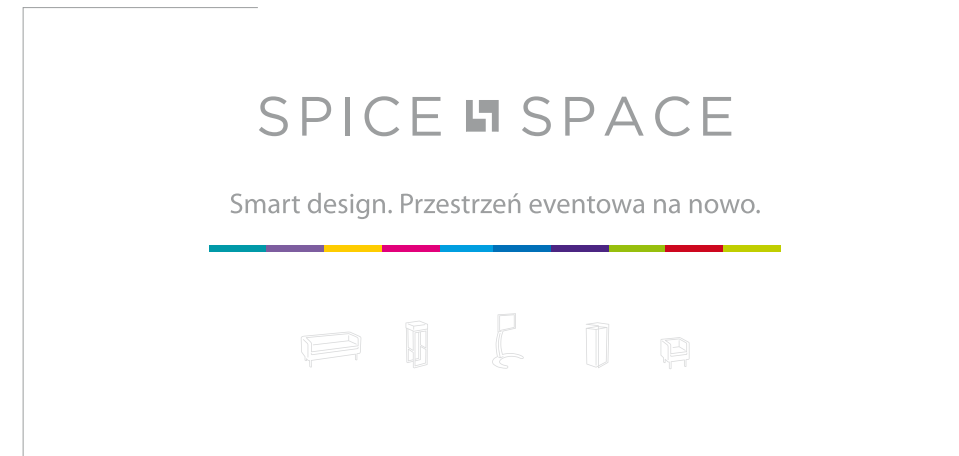 SPICE SPACE
Smart design. Przestrzeń eventowa na nowo.